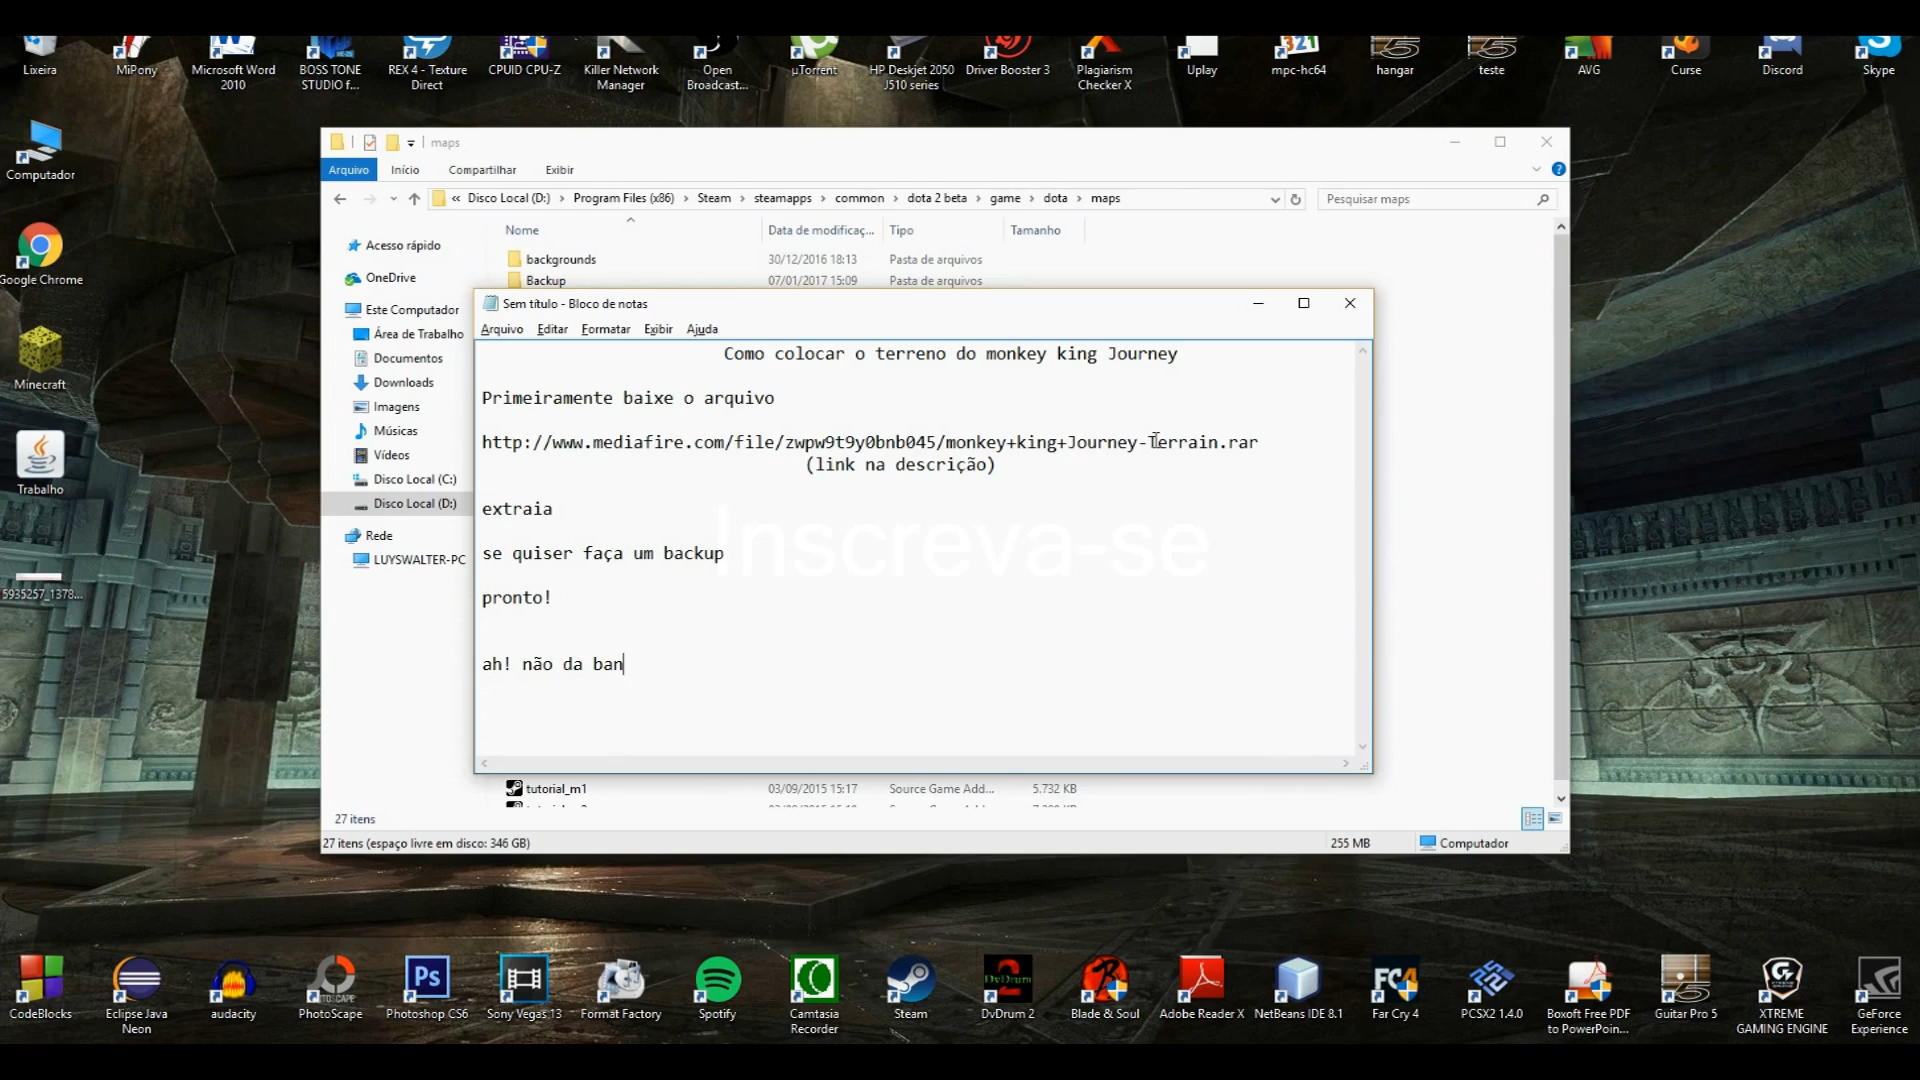 Lixeira
MiPony
Microsoft Word 2010
BOSS TONE STUDIO f...
REX 4 - Texture Direct
CPUID CPU-Z
Killer Network Manager
Open Broadcast...
µTorrent
HP Deskjet 2050 J510 series
Driver Booster 3
Plagiarism Checker X
Uplay
mpc-hc64
hangar
teste
AVG
Curse
Discord
Skype
Computador
Google Chrome
Minecraft
Trabalho
5935257_1378...
maps
Arquivo Início Compartilhar Exibir
« Disco Local (D:) › Program Files (x86) › Steam › steamapps › common › dota 2 beta › game › dota › maps
Pesquisar maps
Nome Data de modificaç... Tipo Tamanho
backgrounds 30/12/2016 18:13 Pasta de arquivos
Backup 07/01/2017 15:09 Pasta de arquivos
Acesso rápido
OneDrive
Este Computador
Área de Trabalho
Documentos
Downloads
Imagens
Músicas
Vídeos
Disco Local (C:)
Disco Local (D:)
Rede
LUYSWALTER-PC
Sem título - Bloco de notas
Arquivo Editar Formatar Exibir Ajuda
Como colocar o terreno do monkey king Journey
Primeiramente baixe o arquivo
http://www.mediafire.com/file/zwpw9t9y0bnb045/monkey+king+Journey-Terrain.rar
(link na descrição)
extraia
se quiser faça um backup
Inscreva-se
pronto!
ah! não da ban
tutorial_m1 03/09/2015 15:17 Source Game Add... 5.732 KB
27 itens
27 itens (espaço livre em disco: 346 GB) 255 MB Computador
CodeBlocks
Eclipse Java Neon
audacity
PhotoScape
Photoshop CS6
Sony Vegas 13
Format Factory
Spotify
Camtasia Recorder
Steam
DvDrum 2
Blade & Soul
Adobe Reader X
NetBeans IDE 8.1
Far Cry 4
PCSX2 1.4.0
Boxoft Free PDF to PowerPoin...
Guitar Pro 5
XTREME GAMING ENGINE
GeForce Experience